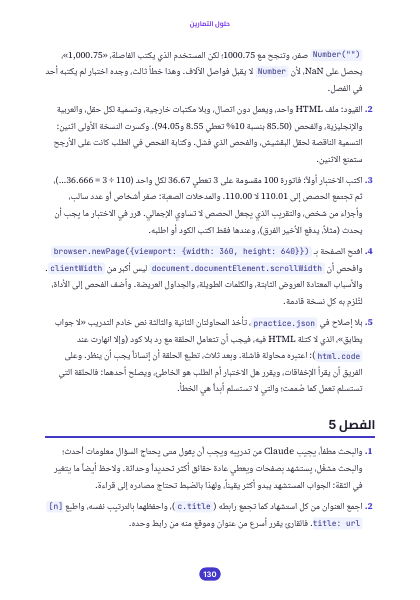 حلول التمارين
Number("") صفر، وتنجح مع 1000.75؛ لكن المستخدم الذي يكتب الفاصلة، «1,000.75»،
يحصل على NaN، لأن Number لا يقبل فواصل الآلاف. وهذا خطأ ثالث، وجده اختبار لم يكتبه أحد
في الفصل.
2. القيود: ملف HTML واحد، ويعمل دون اتصال، وبلا مكتبات خارجية، وتسمية لكل حقل، والعربية
والإنجليزية، والفحص (85.50 بنسبة 10% تعطي 8.55 و94.05). وكسرت النسخة الأولى اثنين:
التسمية الناقصة لحقل البقشيش، والفحص الذي فشل. وكتابة الفحص في الطلب كانت على الأرجح
ستمنع الاثنين.
3. اكتب الاختبار أولاً: فاتورة 100 مقسومة على 3 تعطي 36.67 لكل واحد (110 ÷ 3 = 36.666...)،
ثم تجتمع الحصص إلى 110.01 لا 110.00. والمدخلات الصعبة: صفر أشخاص أو عدد سالب،
وأجزاء من شخص، والتقريب الذي يجعل الحصص لا تساوي الإجمالي. قرر في الاختبار ما يجب أن
يحدث (مثلاً، يدفع الأخير الفرق)، وعندها فقط اكتب الكود أو اطلبه.
4. افتح الصفحة بـ browser.newPage({viewport: {width: 360, height: 640}})
وافحص أن document.documentElement.scrollWidth ليس أكبر من clientWidth .
والأسباب المعتادة العروض الثابتة، والكلمات الطويلة، والجداول العريضة. وأضف الفحص إلى الأداة،
لتلزم به كل نسخة قادمة.
5. بلا إصلاح في practice.json ، تأخذ المحاولتان الثانية والثالثة نص خادم التدريب «لا جواب
يطابق»، الذي لا كتلة HTML فيه، فيجب أن تتعامل الحلقة مع رد بلا كود (وإلا انهارت عند
html.code ): اعتبره محاولة فاشلة. وبعد ثلاث، تطبع الحلقة أن إنساناً يجب أن ينظر. وعلى
الفريق أن يقرأ الإخفاقات، ويقرر هل الاختبار أم الطلب هو الخاطئ، ويصلح أحدهما: فالحلقة التي
تستسلم تعمل كما صُممت؛ والتي لا تستسلم أبداً هي الخطأ.
الفصل 5
1. والبحث مطفأ، يجيب Claude من تدريبه ويجب أن يقول متى يحتاج السؤال معلومات أحدث؛
والبحث مشغّل، يستشهد بصفحات ويعطي عادة حقائق أكثر تحديداً وحداثة. ولاحظ أيضاً ما يتغير
في الثقة: الجواب المستشهد يبدو أكثر يقيناً، ولهذا بالضبط تحتاج مصادره إلى قراءة.
2. اجمع العنوان من كل استشهاد كما تجمع رابطه ( c.title )، واحفظهما بالترتيب نفسه، واطبع [n]
title: url. فالقارئ يقرر أسرع من عنوان وموقع منه من رابط وحده.
130